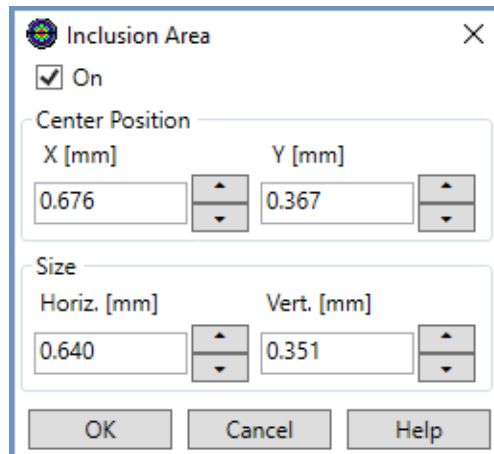 Inclusion Area
On
Center Position
X [mm] Y [mm]
0.676 0.367
Size
Horiz. [mm] Vert. [mm]
0.640 0.351
OK Cancel Help